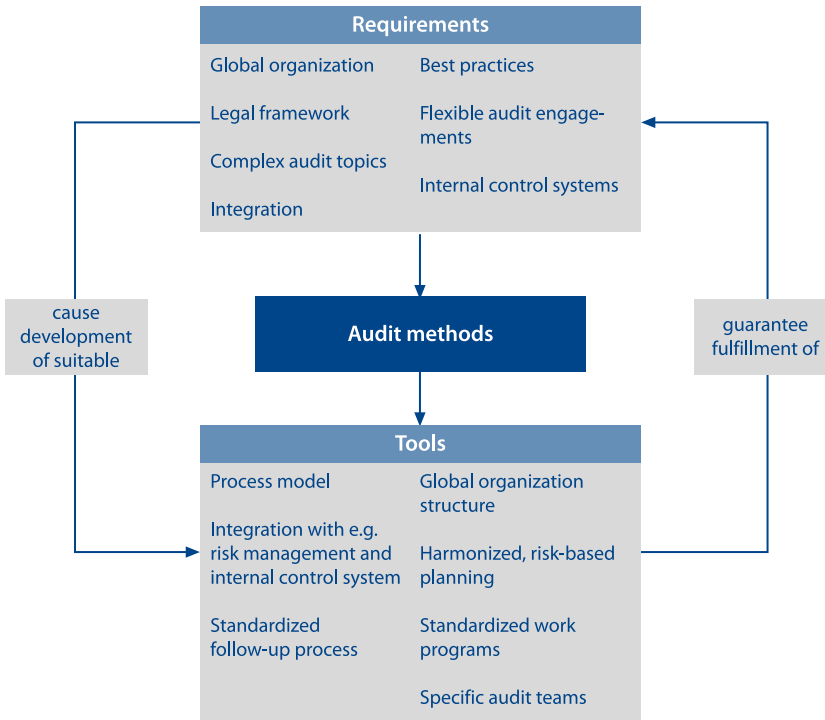 Requirements
Global organization
Legal framework
Complex audit topics
Integration
Best practices
Flexible audit engage-
ments
Internal control systems
cause
development
of suitable
Audit methods
guarantee
fulfillment of
Tools
Process model
Integration with e.g.
risk management and
internal control system
Standardized
follow-up process
Global organization
structure
Harmonized, risk-based
planning
Standardized work
programs
Specific audit teams